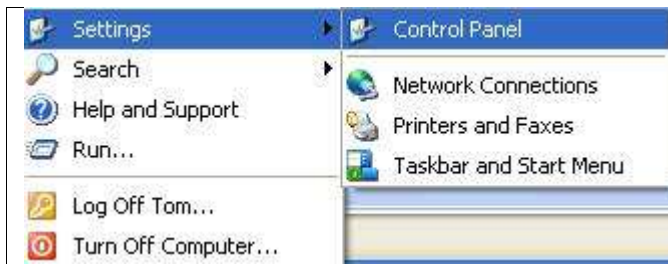 Settings
Search
Help and Support
Run...
Log Off Tom...
Turn Off Computer...
Control Panel
Network Connections
Printers and Faxes
Taskbar and Start Menu